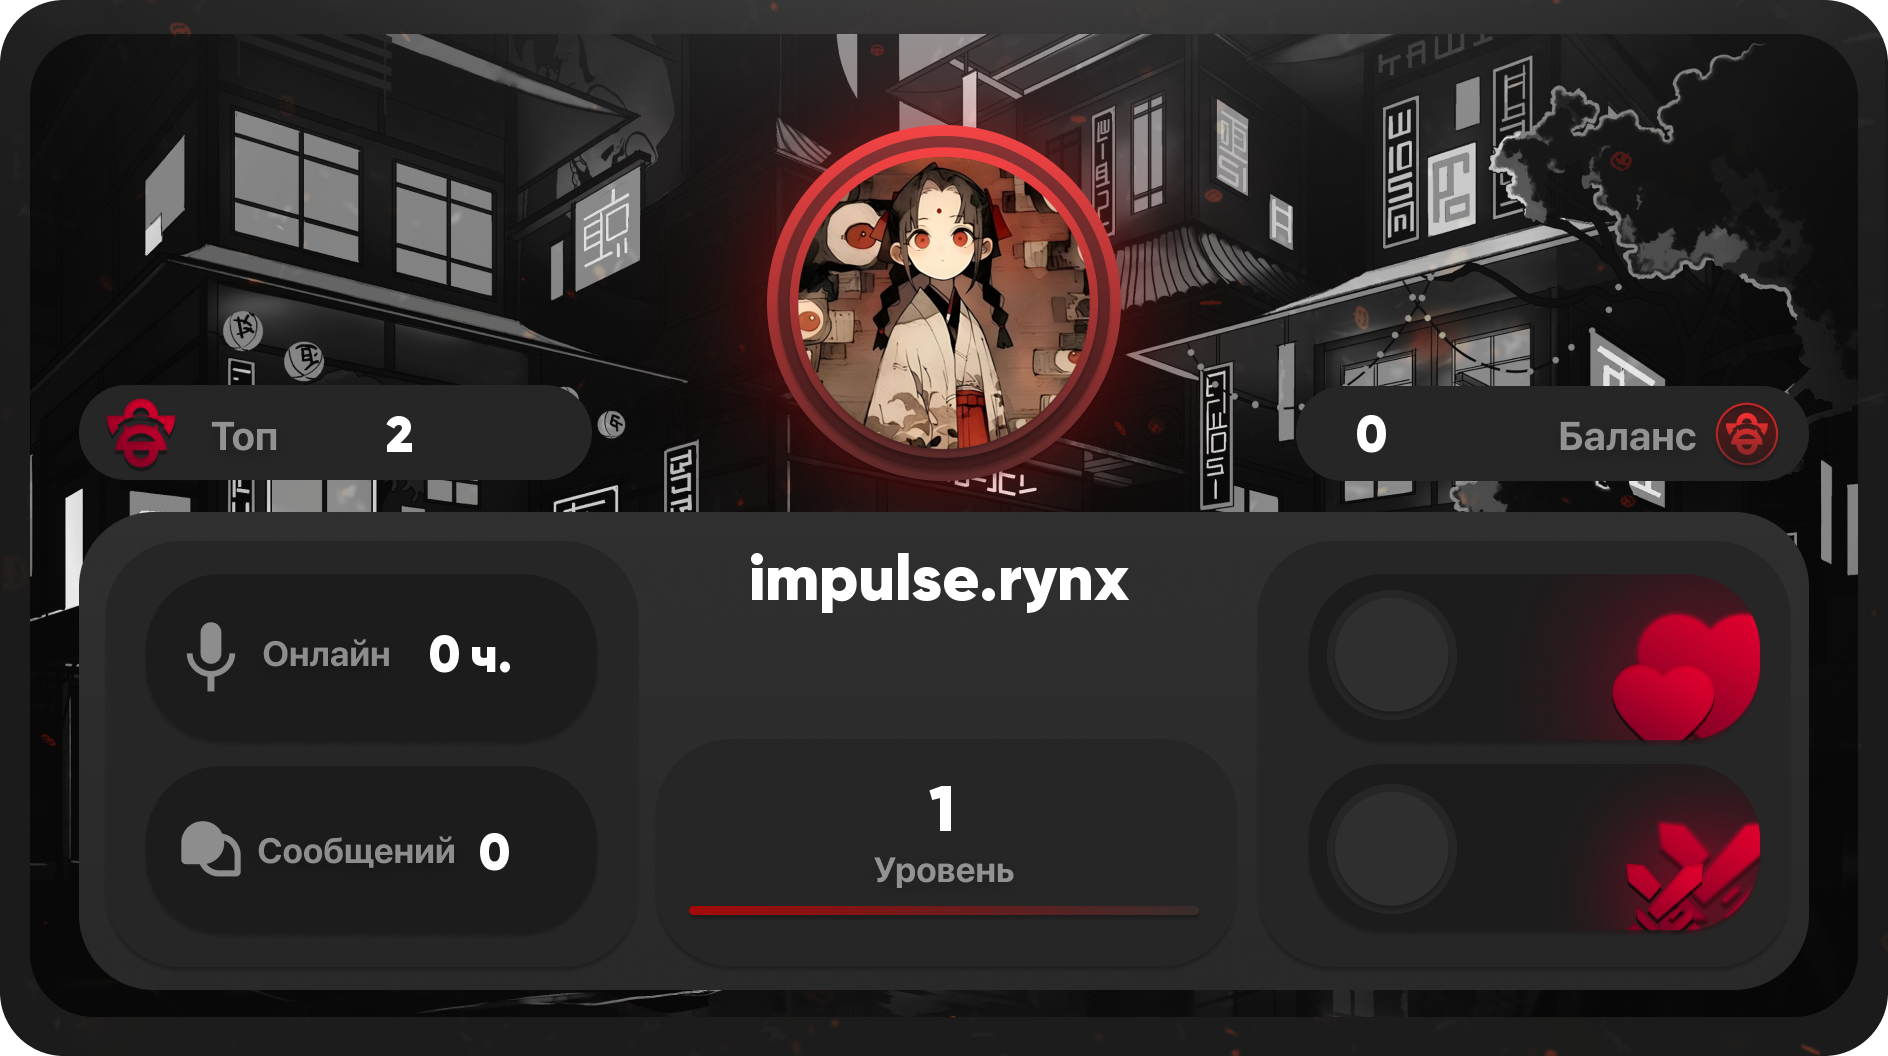 Топ 2
0 Баланс
impulse.rynx
Онлайн 0 ч.
Сообщений 0
1
Уровень